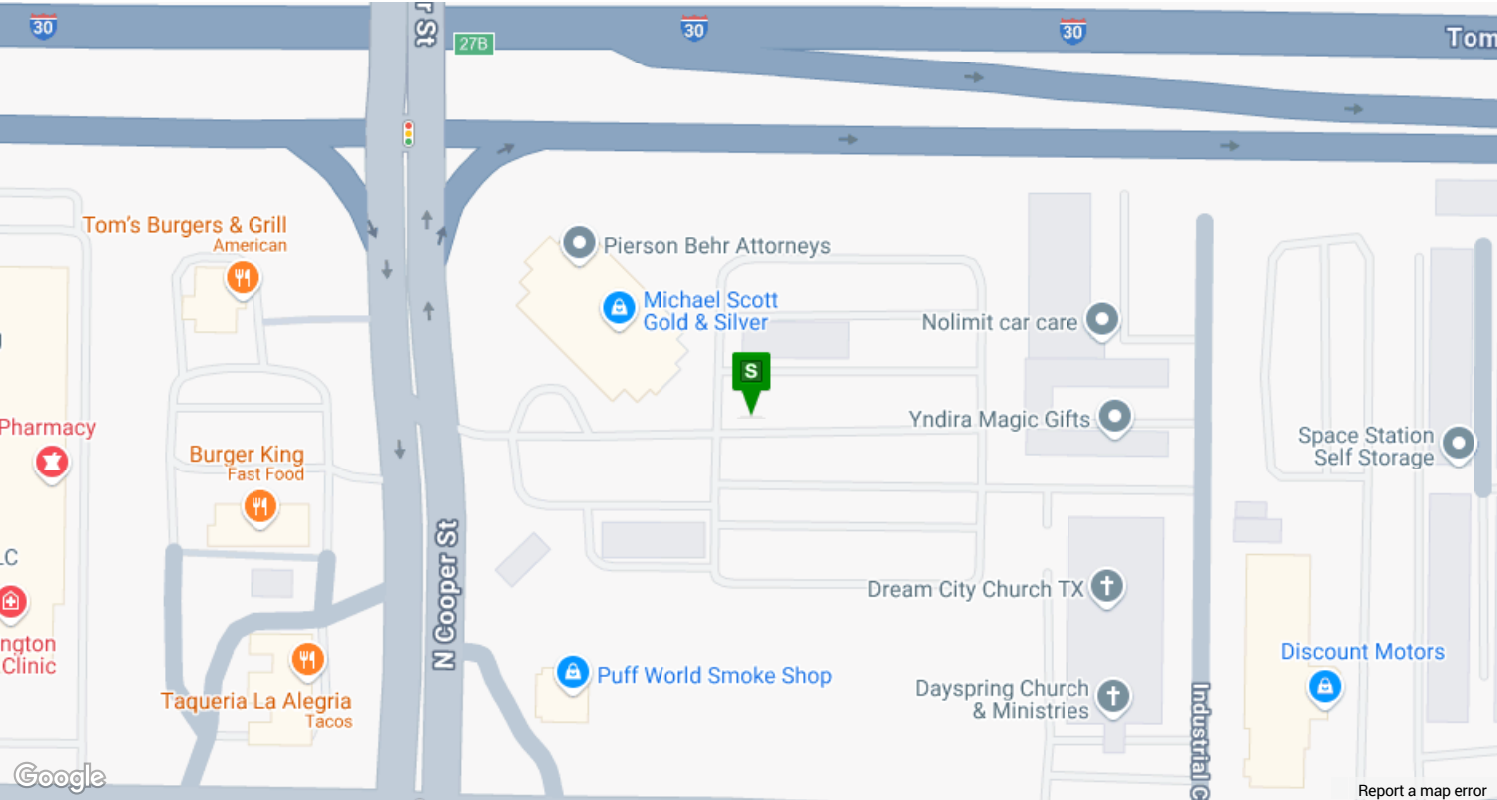 30
r St
27B
30
30
Tom
Tom's Burgers & Grill
American
Pierson Behr Attorneys
Michael Scott
Gold & Silver
Nolimit car care
S
Pharmacy
Yndira Magic Gifts
Burger King
Fast Food
Space Station
Self Storage
LC
N Cooper St
Dream City Church TX
ngton
Clinic
Puff World Smoke Shop
Discount Motors
Taqueria La Alegria
Tacos
Dayspring Church
& Ministries
Industrial C
Google
Report a map error